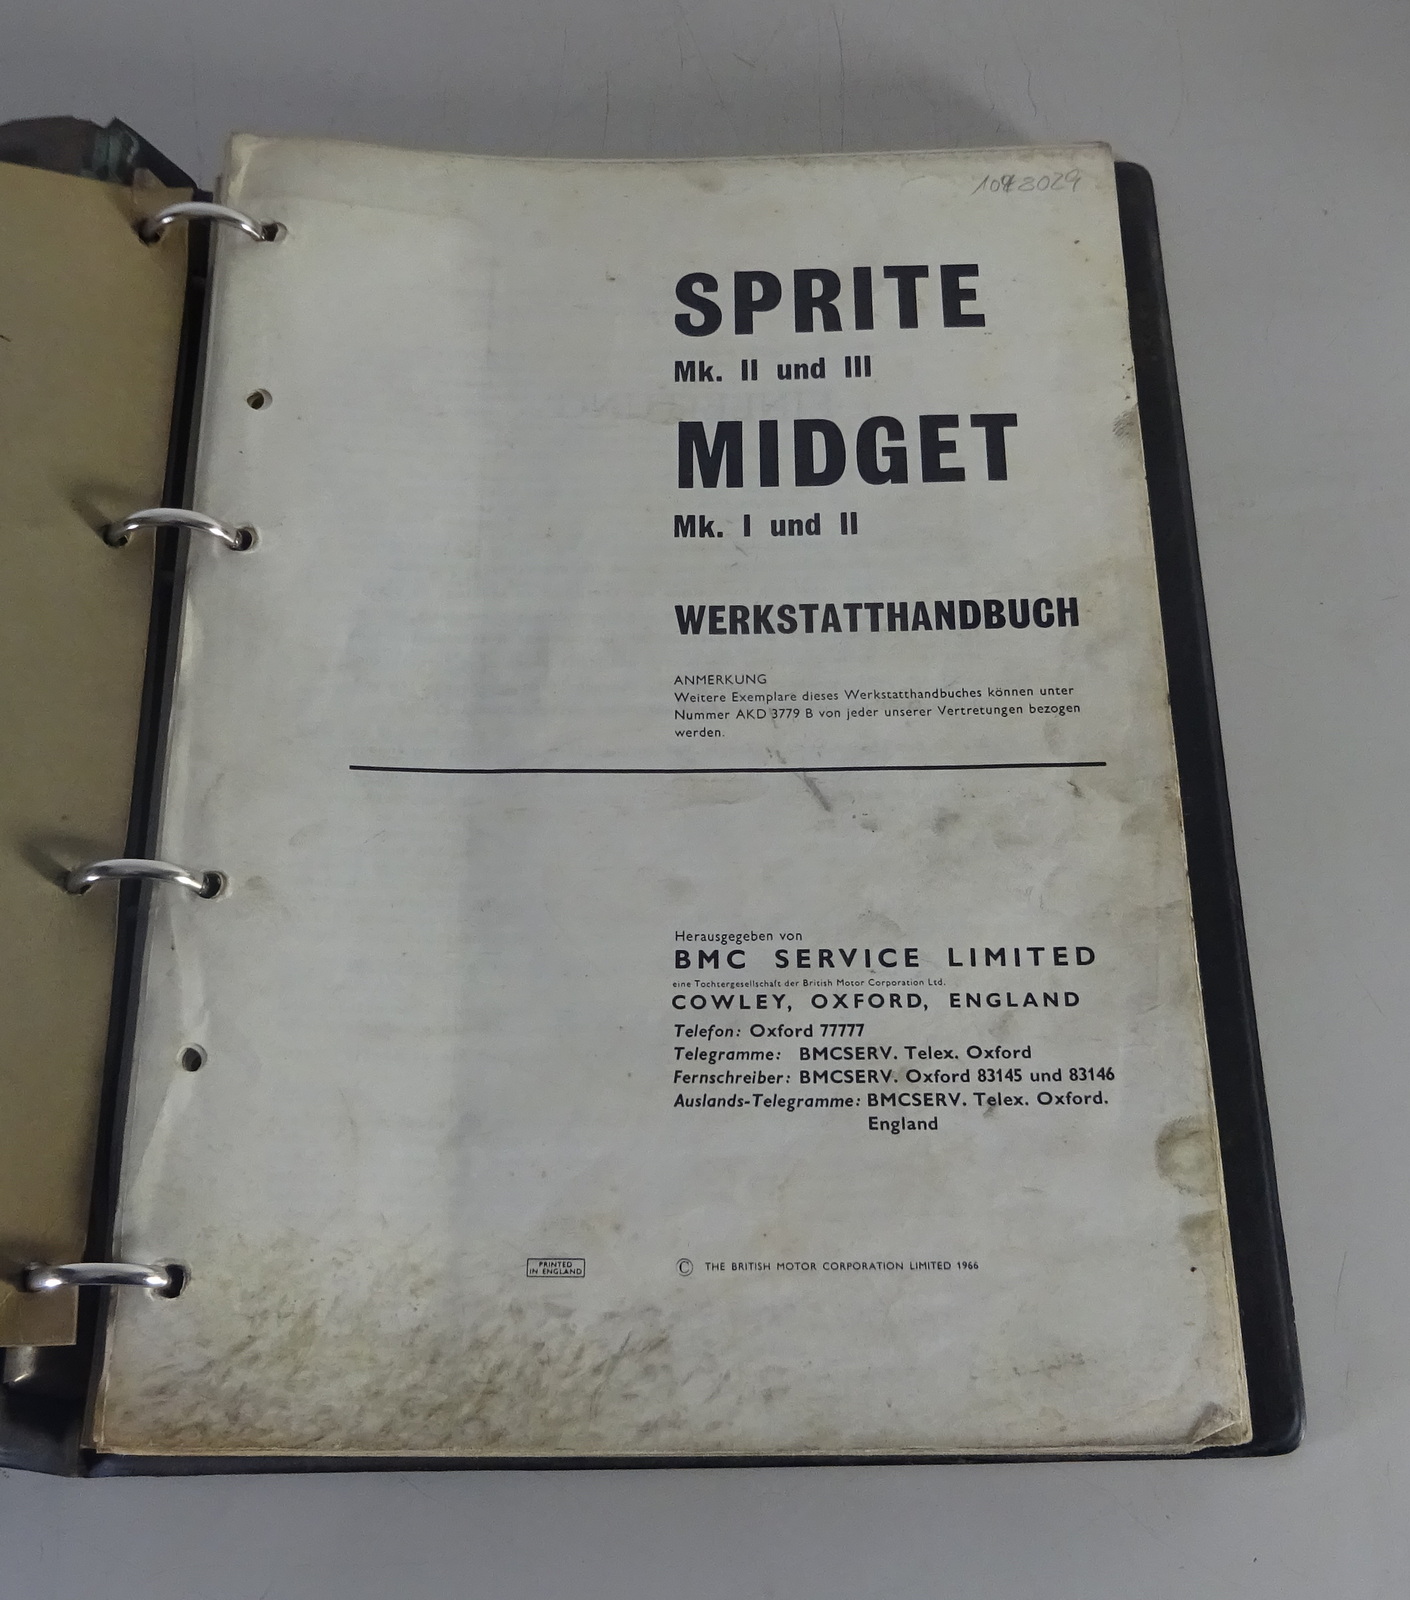 SPRITE
Mk. II und III
MIDGET
Mk. I und II
WERKSTATTHANDBUCH
ANMERKUNG
Weitere Exemplare dieses Werkstatthandbuches können unter
Nummer AKD 3779 B von jeder unserer Vertretungen bezogen
werden.
Herausgegeben von
BMC SERVICE LIMITED
eine Tochtergesellschaft der British Motor Corporation Ltd.
COWLEY, OXFORD, ENGLAND
Telefon: Oxford 77777
Telegramme: BMCSERV. Telex. Oxford
Fernschreiber: BMCSERV. Oxford 83145 und 83146
Auslands-Telegramme: BMCSERV. Telex. Oxford.
England
PRINTED
IN ENGLAND
© THE BRITISH MOTOR CORPORATION LIMITED 1966